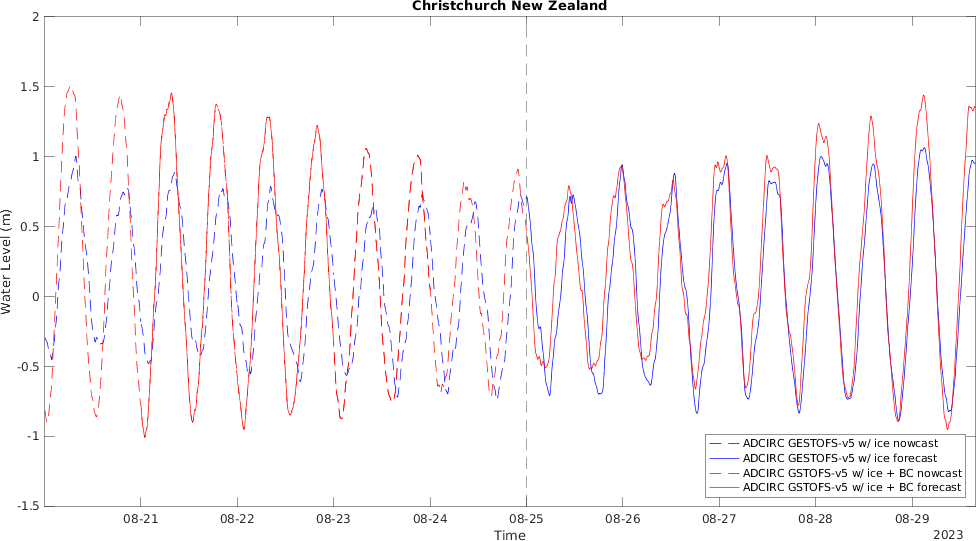 Christchurch New Zealand
2
1.5
1
0.5
0
-0.5
-1
-1.5
Water Level (m)
08-21
08-22
08-23
08-24
08-25
08-26
08-27
08-28
08-29
Time
2023
ADCIRC GESTOFS-v5 w/ ice nowcast
ADCIRC GESTOFS-v5 w/ ice forecast
ADCIRC GSTOFS-v5 w/ ice + BC nowcast
ADCIRC GSTOFS-v5 w/ ice + BC forecast